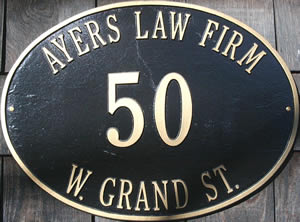 AYERS LAW FIRM
50
W. GRAND ST.